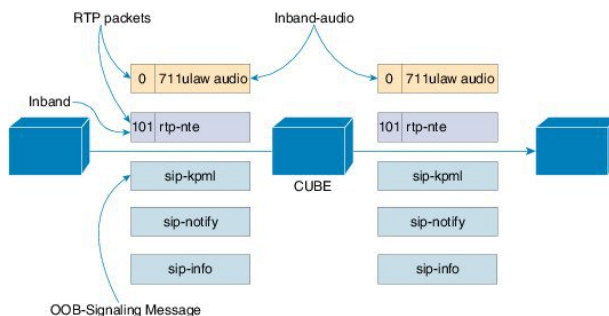 RTP packets
Inband-audio
0 711ulaw audio
0 711ulaw audio
Inband
101 rtp-nte
101 rtp-nte
CUBE
sip-kpml
sip-kpml
sip-notify
sip-notify
sip-info
sip-info
OOB-Signaling Message